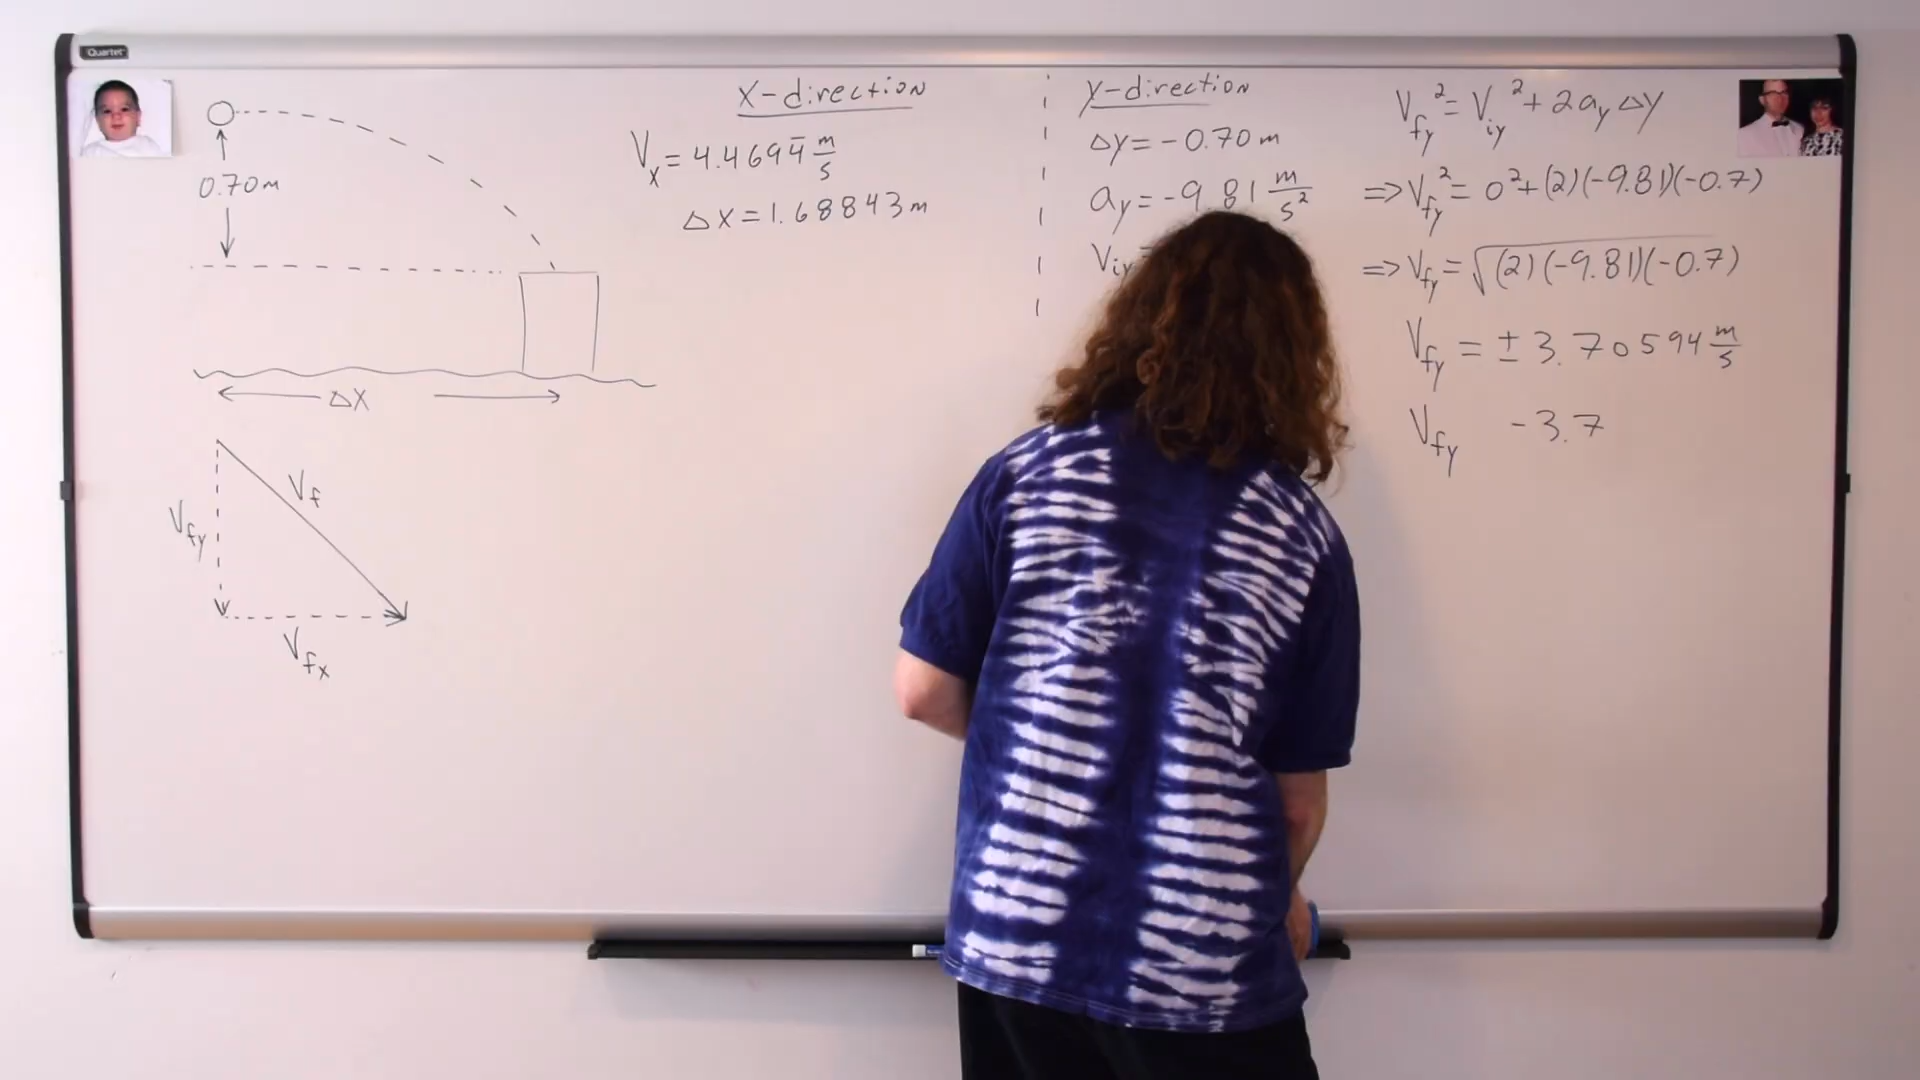 Quartet
0.70m
Δx
Vf
Vfy
Vfx
x-direction
Vx = 4.4694̅ m/s
Δx = 1.68843m
y-direction
Δy = -0.70m
ay = -9.81 m/s²
Viy
Vfy² = Viy² + 2ayΔy
=> Vfy² = 0² + (2)(-9.81)(-0.7)
=> Vfy = √(2)(-9.81)(-0.7)
Vfy = ± 3.70594 m/s
Vfy -3.7